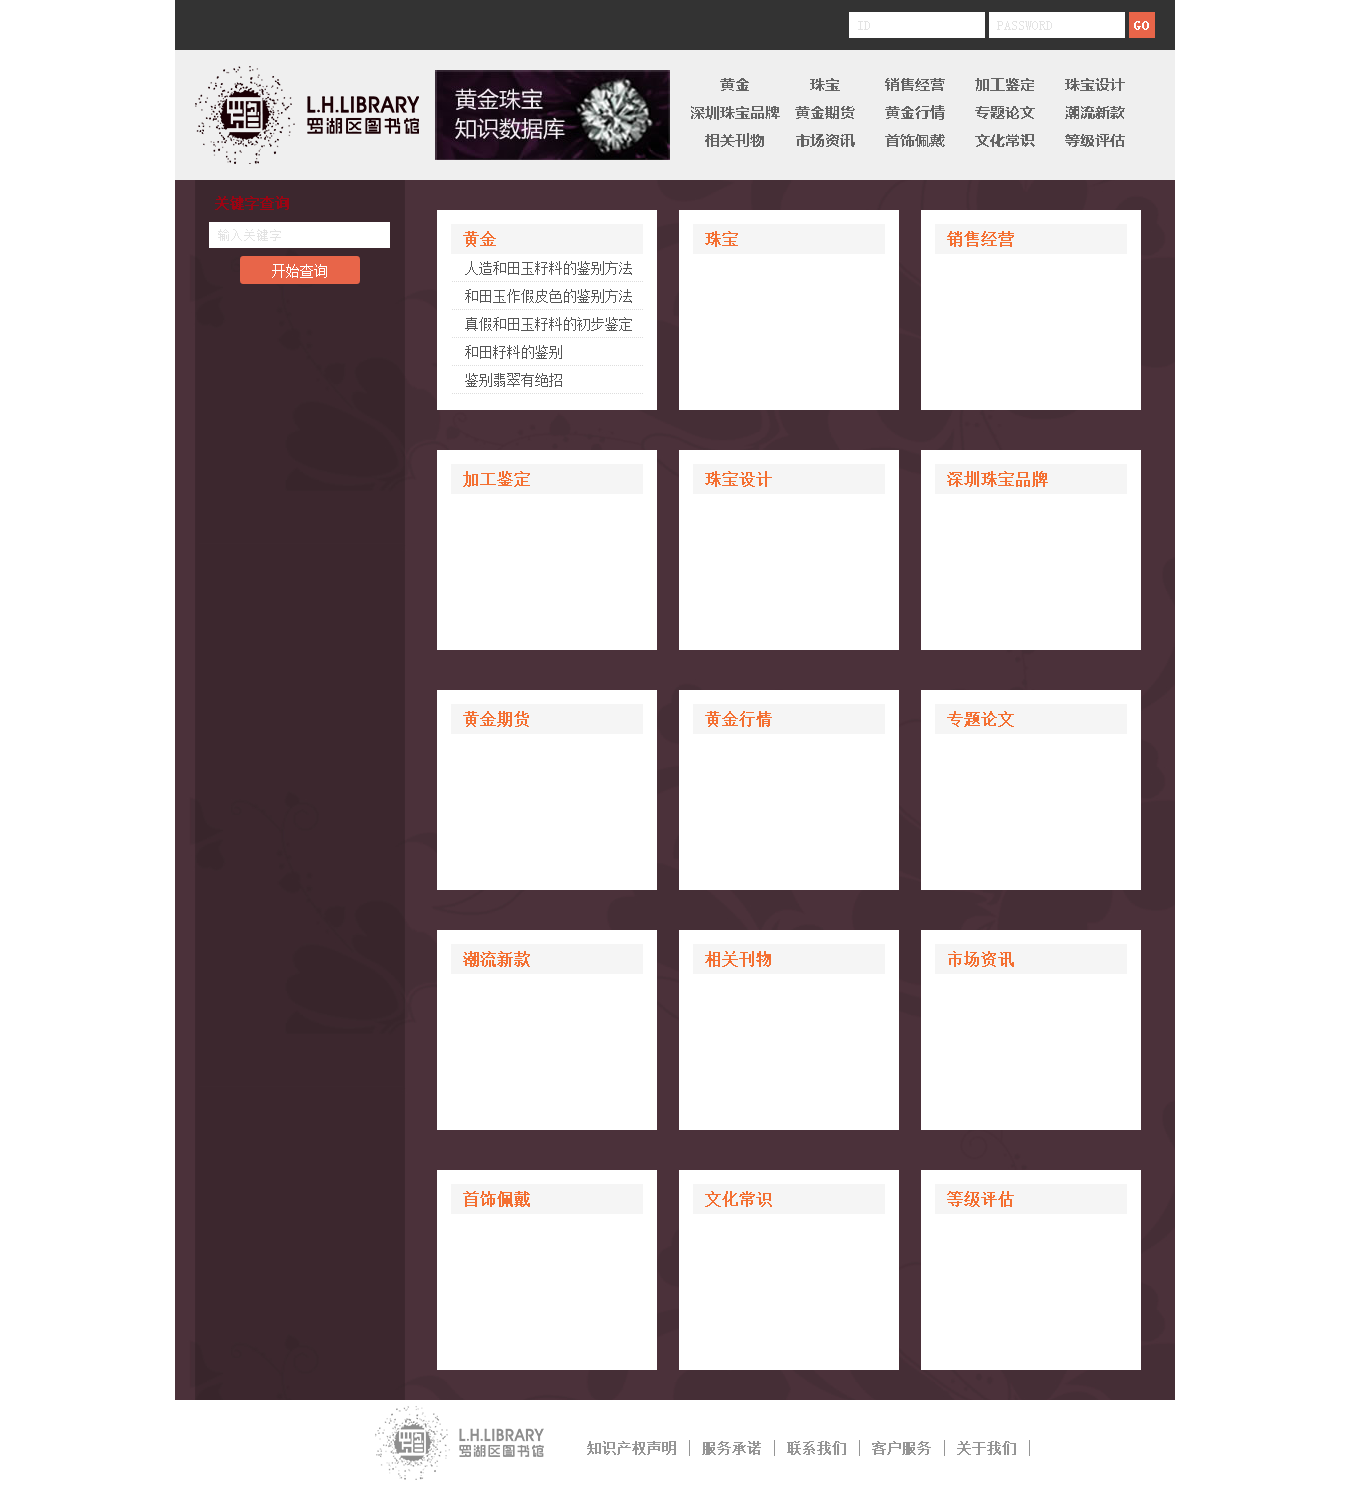 ID PASSWORD GO
L.H.LIBRARY
罗湖区图书馆
黄金珠宝
知识数据库
黄金 珠宝 销售经营 加工鉴定 珠宝设计
深圳珠宝品牌 黄金期货 黄金行情 专题论文 潮流新款
相关刊物 市场资讯 首饰佩戴 文化常识 等级评估
关键字查询
输入关键字
开始查询
黄金
人造和田玉籽料的鉴别方法
和田玉作假皮色的鉴别方法
真假和田玉籽料的初步鉴定
和田籽料的鉴别
鉴别翡翠有绝招
珠宝
销售经营
加工鉴定
珠宝设计
深圳珠宝品牌
黄金期货
黄金行情
专题论文
潮流新款
相关刊物
市场资讯
首饰佩戴
文化常识
等级评估
L.H.LIBRARY
罗湖区图书馆
知识产权声明 | 服务承诺 | 联系我们 | 客户服务 | 关于我们 |